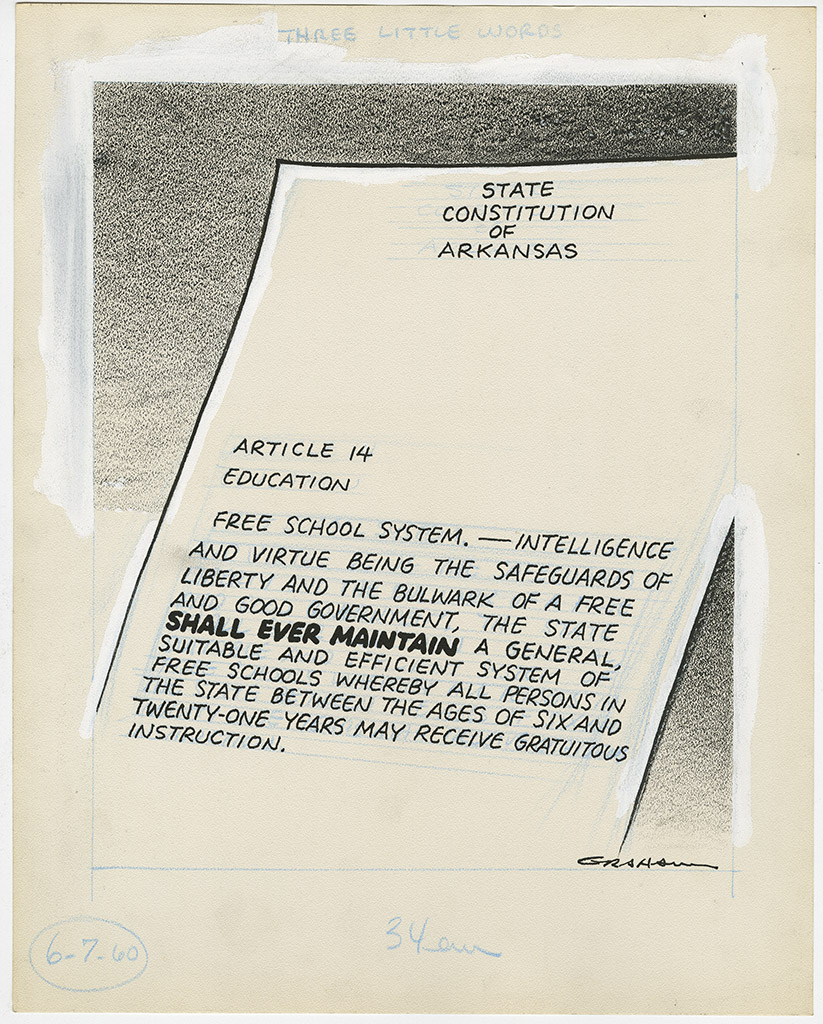 THREE LITTLE WORDS
STATE
CONSTITUTION
OF
ARKANSAS
ARTICLE 14
EDUCATION
FREE SCHOOL SYSTEM. — INTELLIGENCE
AND VIRTUE BEING THE SAFEGUARDS OF
LIBERTY AND THE BULWARK OF A FREE
AND GOOD GOVERNMENT, THE STATE
SHALL EVER MAINTAIN A GENERAL,
SUITABLE AND EFFICIENT SYSTEM OF
FREE SCHOOLS WHEREBY ALL PERSONS IN
THE STATE BETWEEN THE AGES OF SIX AND
TWENTY-ONE YEARS MAY RECEIVE GRATUITOUS
INSTRUCTION.
GRAHAM
6-7-60
34